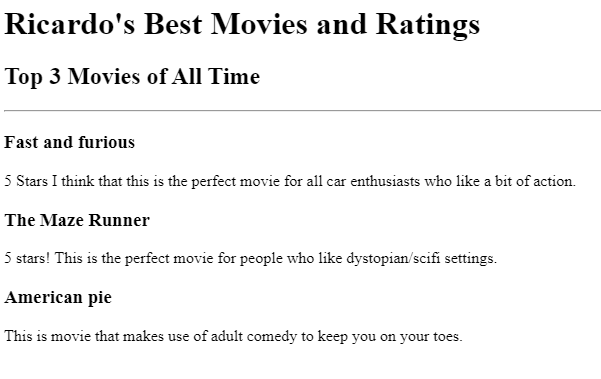 Ricardo's Best Movies and Ratings
Top 3 Movies of All Time
Fast and furious
5 Stars I think that this is the perfect movie for all car enthusiasts who like a bit of action.
The Maze Runner
5 stars! This is the perfect movie for people who like dystopian/scifi settings.
American pie
This is movie that makes use of adult comedy to keep you on your toes.